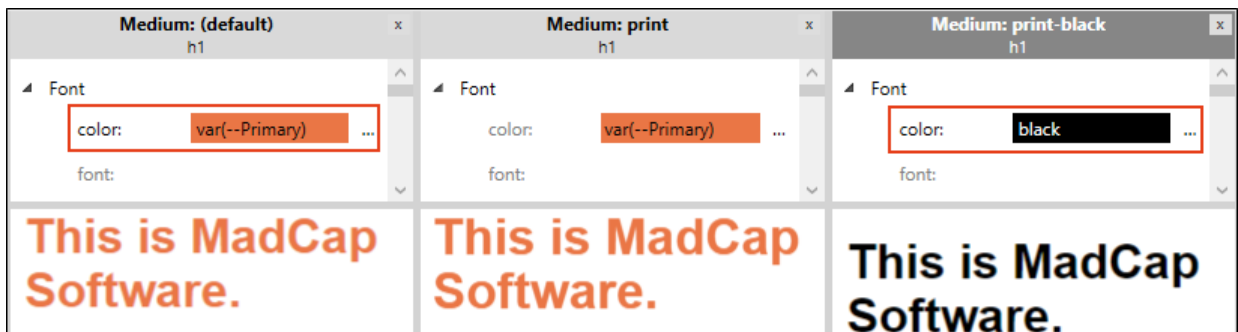 Medium: (default) x
h1
Font
color: var(--Primary) ...
font:
This is MadCap
Software.
Medium: print x
h1
Font
color: var(--Primary) ...
font:
This is MadCap
Software.
Medium: print-black x
h1
Font
color: black ...
font:
This is MadCap
Software.